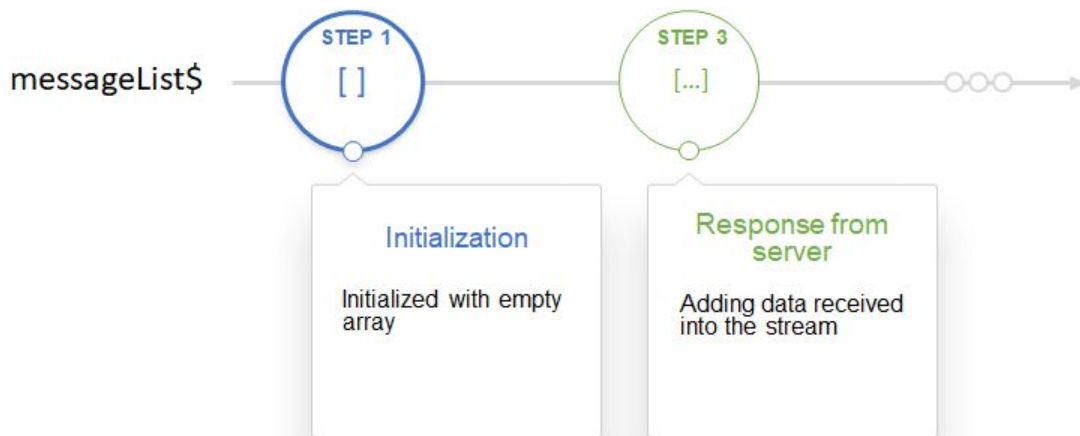 messageList$
STEP 1
[ ]
STEP 3
[...]
Initialization
Initialized with empty
array
Response from
server
Adding data received
into the stream